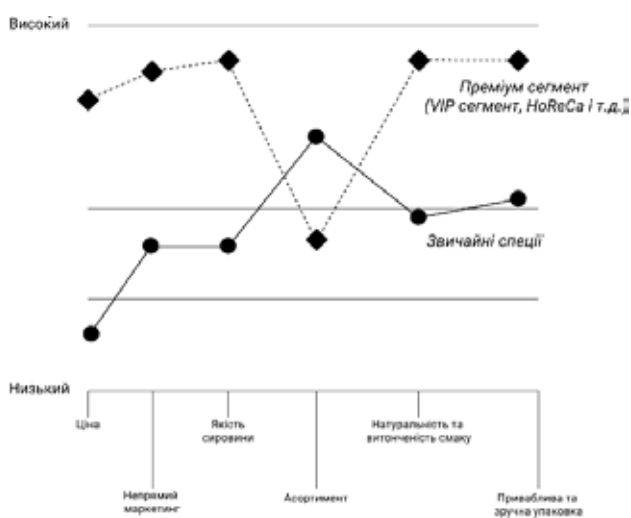 Високий
Преміум сегмент
(VIP сегмент, HoReCa і т.д.
Звичайні спеції
Низький
Ціна
Якість
сировини
Натуральність та
витонченість смаку
Непрямий
маркетинг
Асортимент
Приваблива та
зручна упаковка